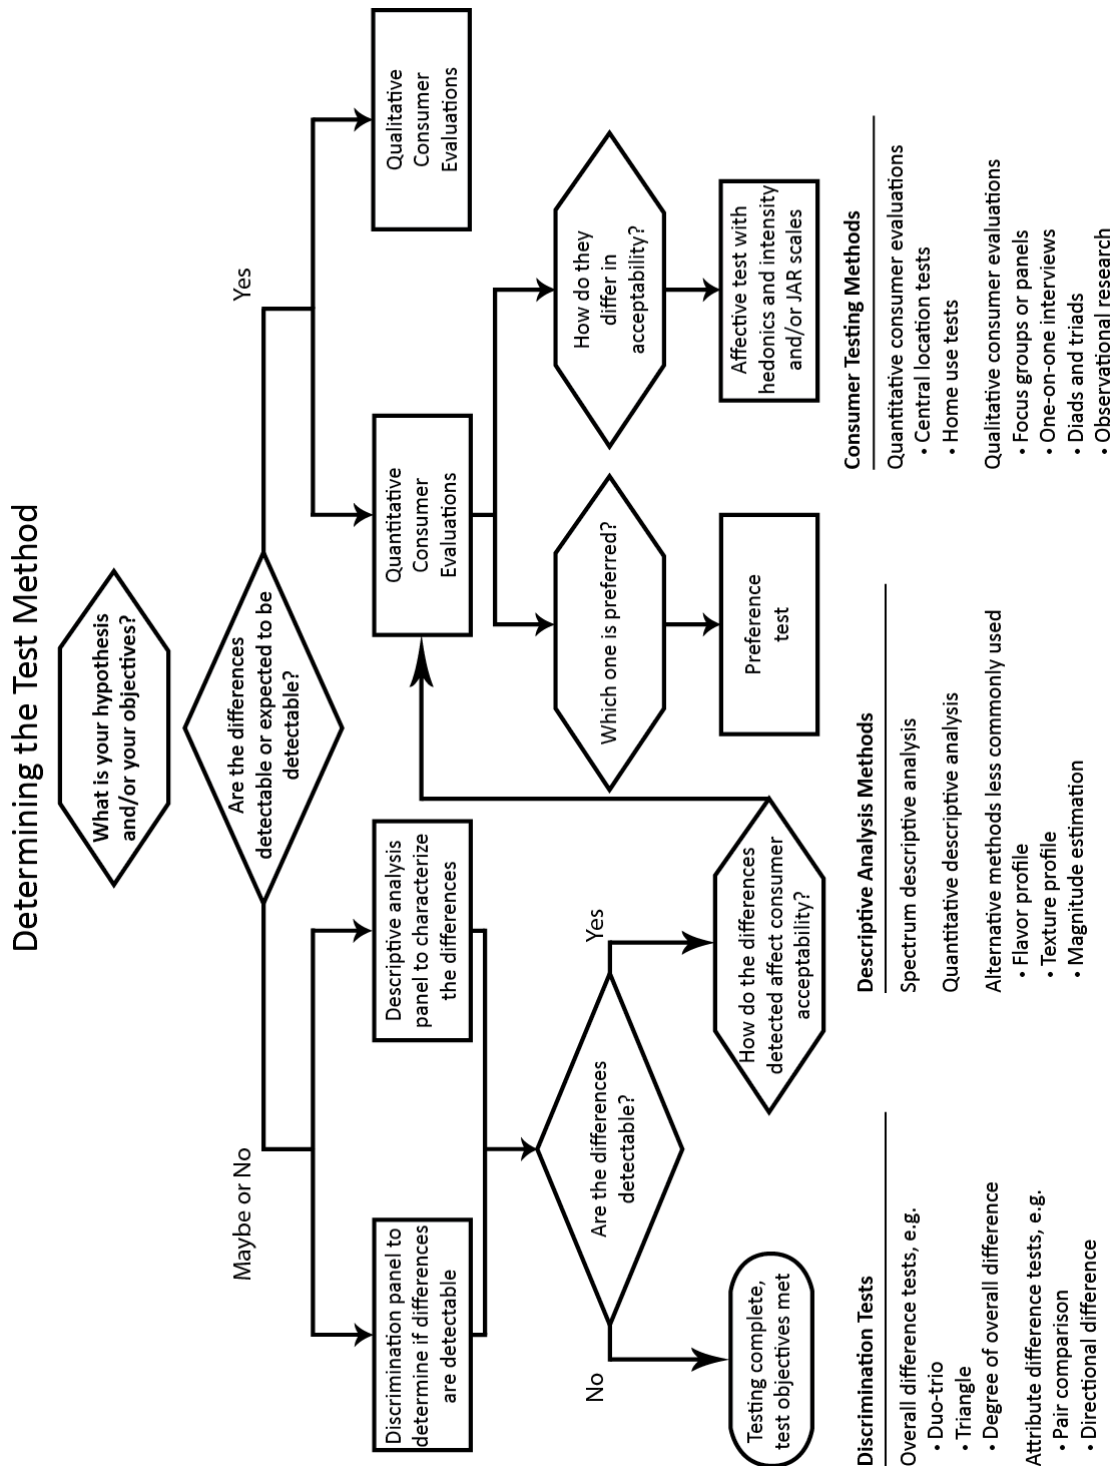 Determining the Test Method
What is your hypothesis
and/or your objectives?
Are the differences
detectable or expected to be
detectable?
Maybe or No
Yes
Discrimination panel to
determine if differences
are detectable
Descriptive analysis
panel to characterize
the differences
Quantitative
Consumer
Evaluations
Qualitative
Consumer
Evaluations
Are the differences
detectable?
No
Yes
Which one is preferred?
How do they
differ in
acceptability?
Testing complete,
test objectives met
How do the differences
detected affect consumer
acceptability?
Preference
test
Affective test with
hedonics and intensity
and/or JAR scales
Discrimination Tests
Overall difference tests, e.g.
• Duo-trio
• Triangle
• Degree of overall difference
Attribute difference tests, e.g.
• Pair comparison
• Directional difference
Descriptive Analysis Methods
Spectrum descriptive analysis
Quantitative descriptive analysis
Alternative methods less commonly used
• Flavor profile
• Texture profile
• Magnitude estimation
Consumer Testing Methods
Quantitative consumer evaluations
• Central location tests
• Home use tests
Qualitative consumer evaluations
• Focus groups or panels
• One-on-one interviews
• Diads and triads
• Observational research